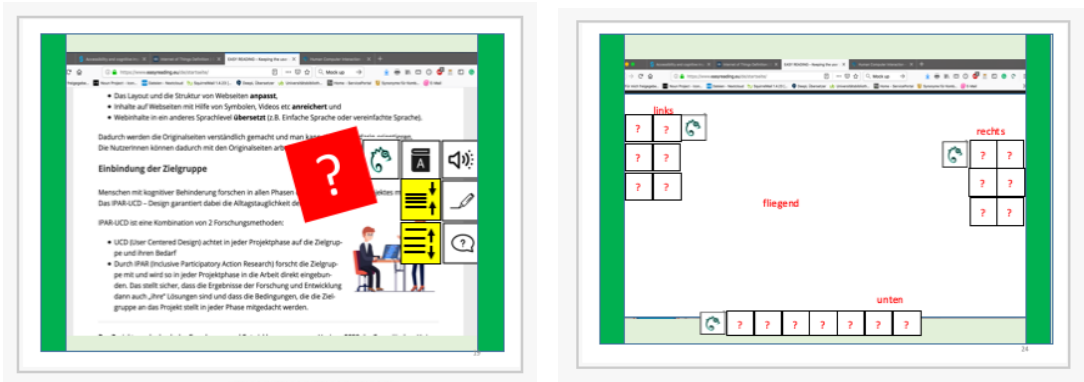 Accessibility and cognitive
Internet of Things Definition
EASY READING - Keeping the user
Human Computer Interaction
https://www.easyreading.eu/de/startseite/
Mock up
• Das Layout und die Struktur von Webseiten anpasst,
• Inhalte auf Webseiten mit Hilfe von Symbolen, Videos etc anreichert und
• Webinhalte in ein anderes Sprachlevel übersetzt (z.B. Einfache Sprache oder vereinfachte Sprache).
Dadurch werden die Originalseiten verständlich gemacht und man kann
Die NutzerInnen können dadurch mit den Originalseiten
?
A
Einbindung der Zielgruppe
Menschen mit kognitiver Behinderung forschen in allen Phasen
Das IPAR-UCD – Design garantiert dabei die Alltagstauglichkeit
IPAR-UCD ist eine Kombination von 2 Forschungsmethoden:
?
• UCD (User Centered Design) achtet in jeder Projektphase auf die Zielgrup-
pe und ihren Bedarf
• Durch IPAR (Inclusive Participatory Action Research) forscht die Zielgrup-
pe mit und wird so in jeder Projektphase in die Arbeit direkt eingebun-
den. Das stellt sicher, dass die Ergebnisse der Forschung und Entwicklung
dann auch „ihre“ Lösungen sind und dass die Bedingungen, die die Ziel-
gruppe an das Projekt stellt in jeder Phase mitgedacht werden.
links
? ?
? ?
? ?
rechts
? ?
? ?
? ?
fliegend
unten
? ? ? ? ? ? ?
24